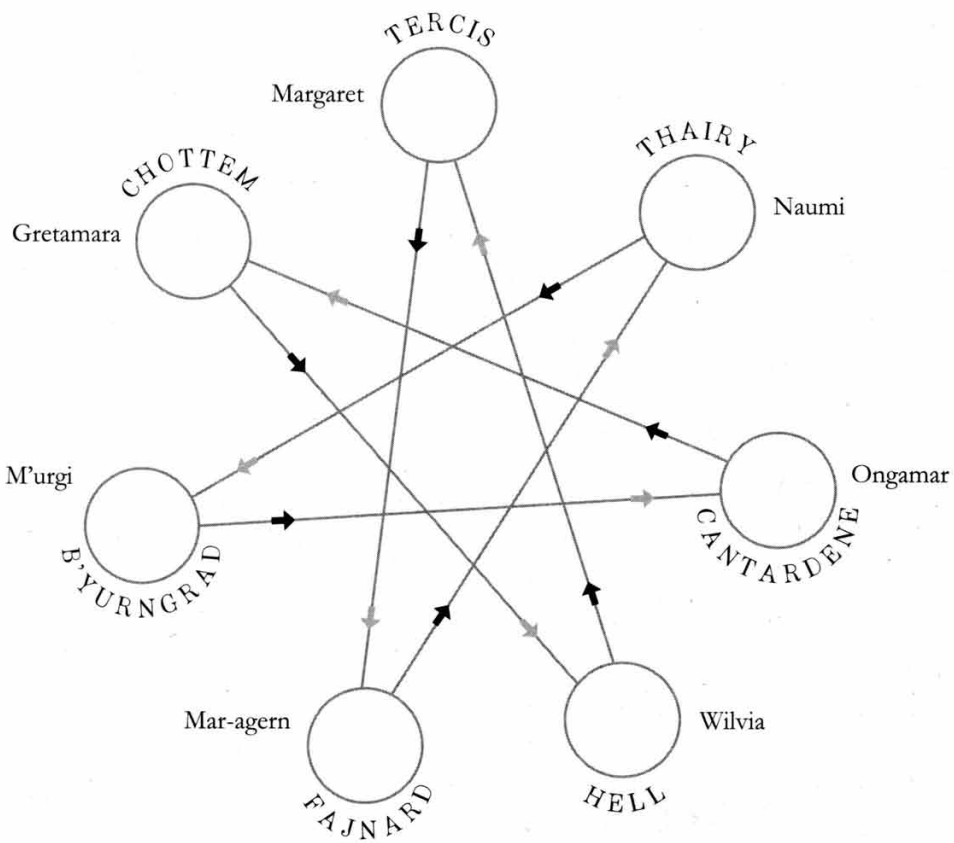 TERCIS
Margaret
THAIRY
Naumi
CHOTTEM
Gretamara
M'urgi
B'YURNGRAD
Ongamar
CANTARDENE
Mar-agern
FAJNARD
Wilvia
HELL